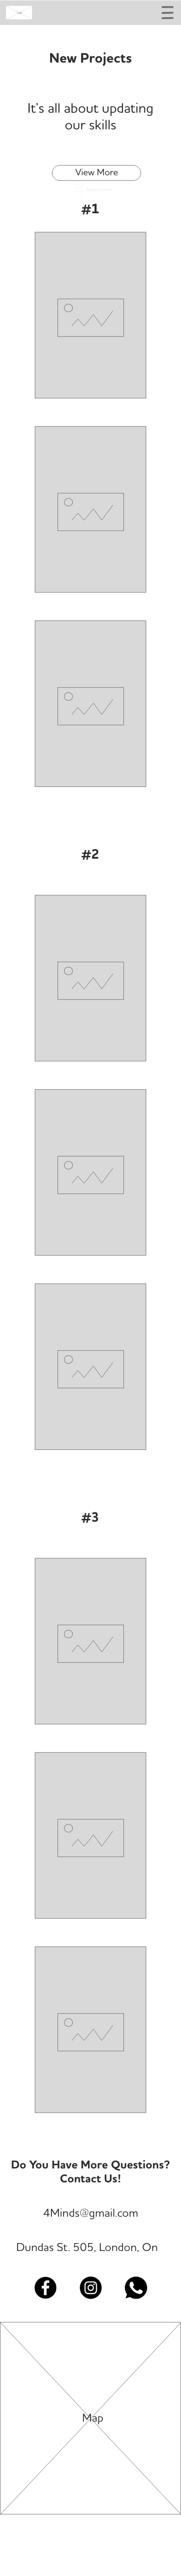 New Projects
It's all about updating
our skills
View More
#1
#2
#3
Do You Have More Questions?
Contact Us!
4Minds@gmail.com
Dundas St. 505, London, On
Map